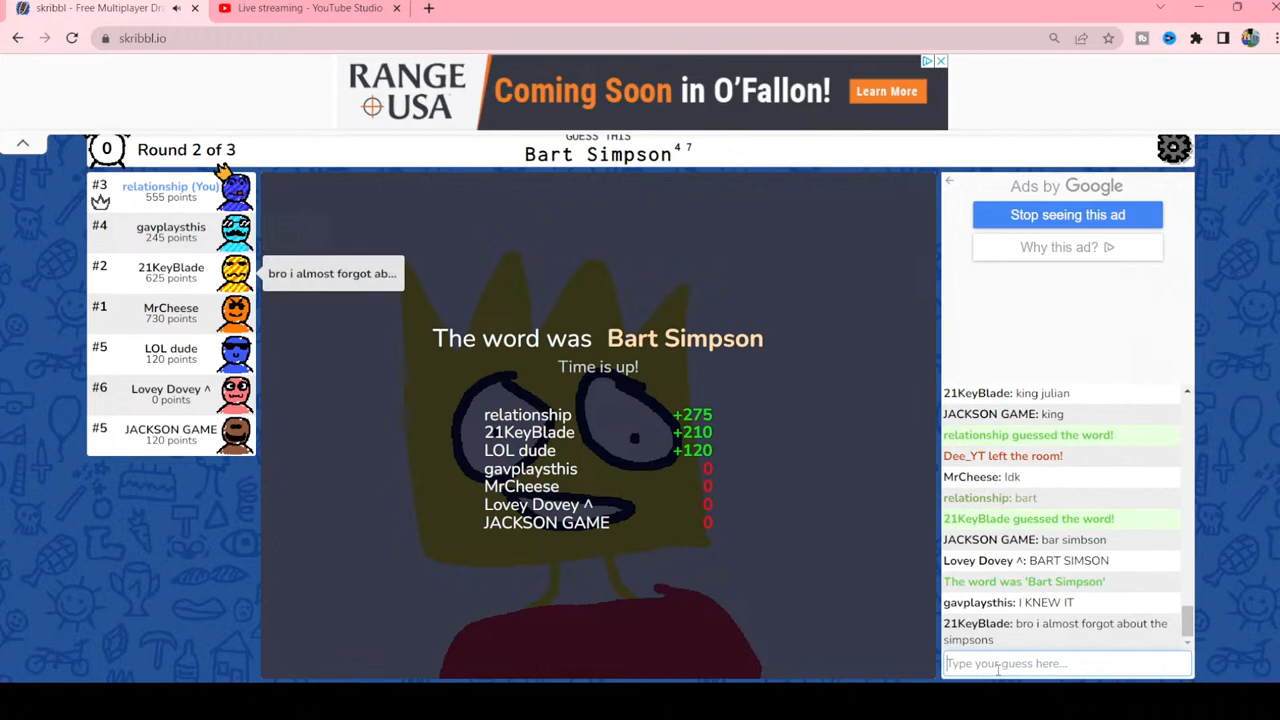 skribbl - Free Multiplayer Dr
Live streaming - YouTube Studio
skribbl.io
RANGE
USA
Coming Soon in O'Fallon!
Learn More
0
Round 2 of 3
GUESS THIS
Bart Simpson 4 7
#3 relationship (You)
555 points
#4 gavplaysthis
245 points
#2 21KeyBlade
625 points
bro i almost forgot ab...
#1 MrCheese
730 points
#5 LOL dude
120 points
#6 Lovey Dovey ^
0 points
#5 JACKSON GAME
120 points
The word was Bart Simpson
Time is up!
relationship +275
21KeyBlade +210
LOL dude +120
gavplaysthis 0
MrCheese 0
Lovey Dovey ^ 0
JACKSON GAME 0
Ads by Google
Stop seeing this ad
Why this ad?
21KeyBlade: king julian
JACKSON GAME: king
relationship guessed the word!
Dee_YT left the room!
MrCheese: Idk
relationship: bart
21KeyBlade guessed the word!
JACKSON GAME: bar simbson
Lovey Dovey ^: BART SIMSON
The word was 'Bart Simpson'
gavplaysthis: I KNEW IT
21KeyBlade: bro i almost forgot about the
simpsons
Type your guess here...